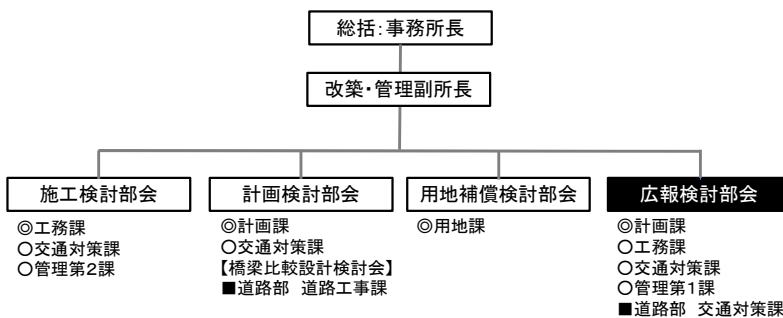 総括:事務所長
改築・管理副所長
施工検討部会
◎工務課
○交通対策課
○管理第2課
計画検討部会
◎計画課
○交通対策課
【橋梁比較設計検討会】
■道路部 道路工事課
用地補償検討部会
◎用地課
広報検討部会
◎計画課
○工務課
○交通対策課
○管理第1課
■道路部 交通対策課